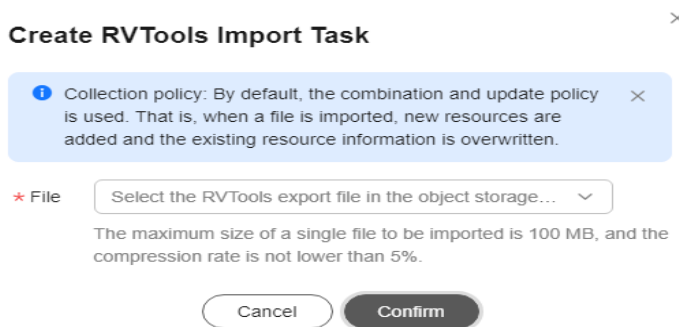 Create RVTools Import Task
Collection policy: By default, the combination and update policy
is used. That is, when a file is imported, new resources are
added and the existing resource information is overwritten.
* File
Select the RVTools export file in the object storage...
The maximum size of a single file to be imported is 100 MB, and the
compression rate is not lower than 5%.
Cancel
Confirm